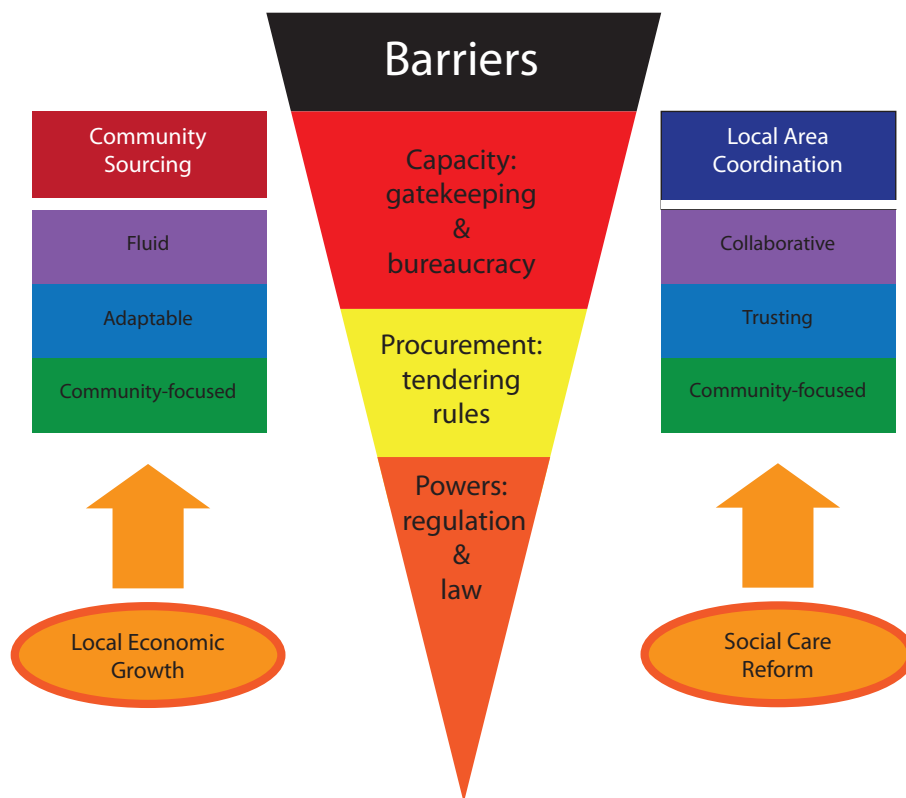 Barriers
Community
Sourcing
Fluid
Adaptable
Community-focused
Local Economic
Growth
Capacity:
gatekeeping
&
bureaucracy
Procurement:
tendering
rules
Powers:
regulation
&
law
Local Area
Coordination
Collaborative
Trusting
Community-focused
Social Care
Reform